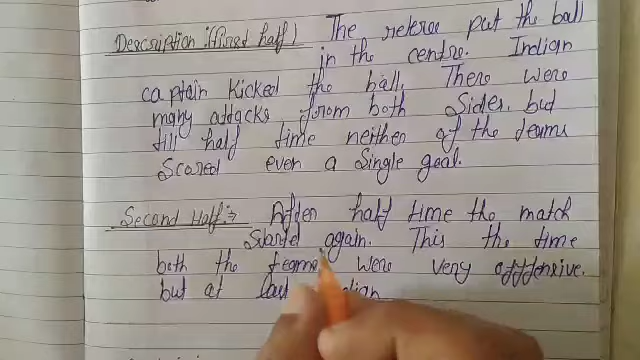 Description :(first half) The referee put the ball
in the centre. Indian
captain kicked the ball. There were
many attacks from both sides. but
till half time neither of the teams
Scored even a single goal.
Second Half:- After half time the match
Started again. This the time
both the teams were very offensive.
but at last